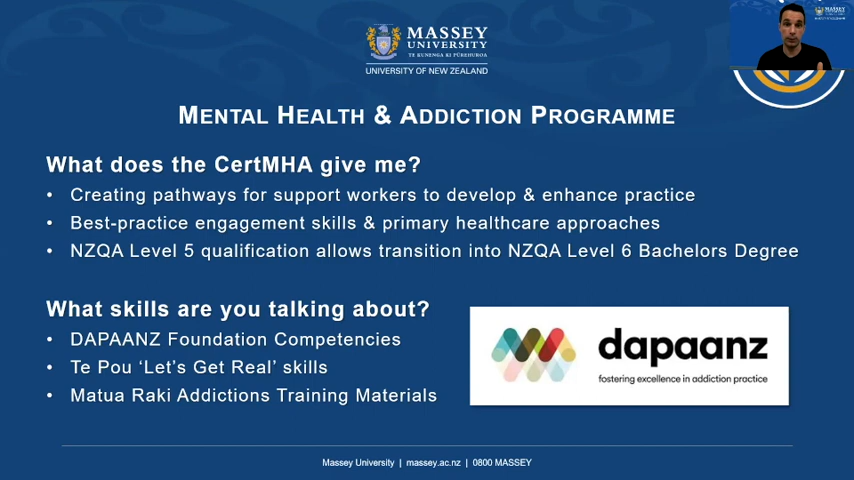 MASSEY
UNIVERSITY
TE KUNENGA KI PŪREHUROA
UNIVERSITY OF NEW ZEALAND
MENTAL HEALTH & ADDICTION PROGRAMME
What does the CertMHA give me?
• Creating pathways for support workers to develop & enhance practice
• Best-practice engagement skills & primary healthcare approaches
• NZQA Level 5 qualification allows transition into NZQA Level 6 Bachelors Degree
What skills are you talking about?
• DAPAANZ Foundation Competencies
• Te Pou ‘Let’s Get Real’ skills
• Matua Raki Addictions Training Materials
dapaanz
fostering excellence in addiction practice
Massey University | massey.ac.nz | 0800 MASSEY